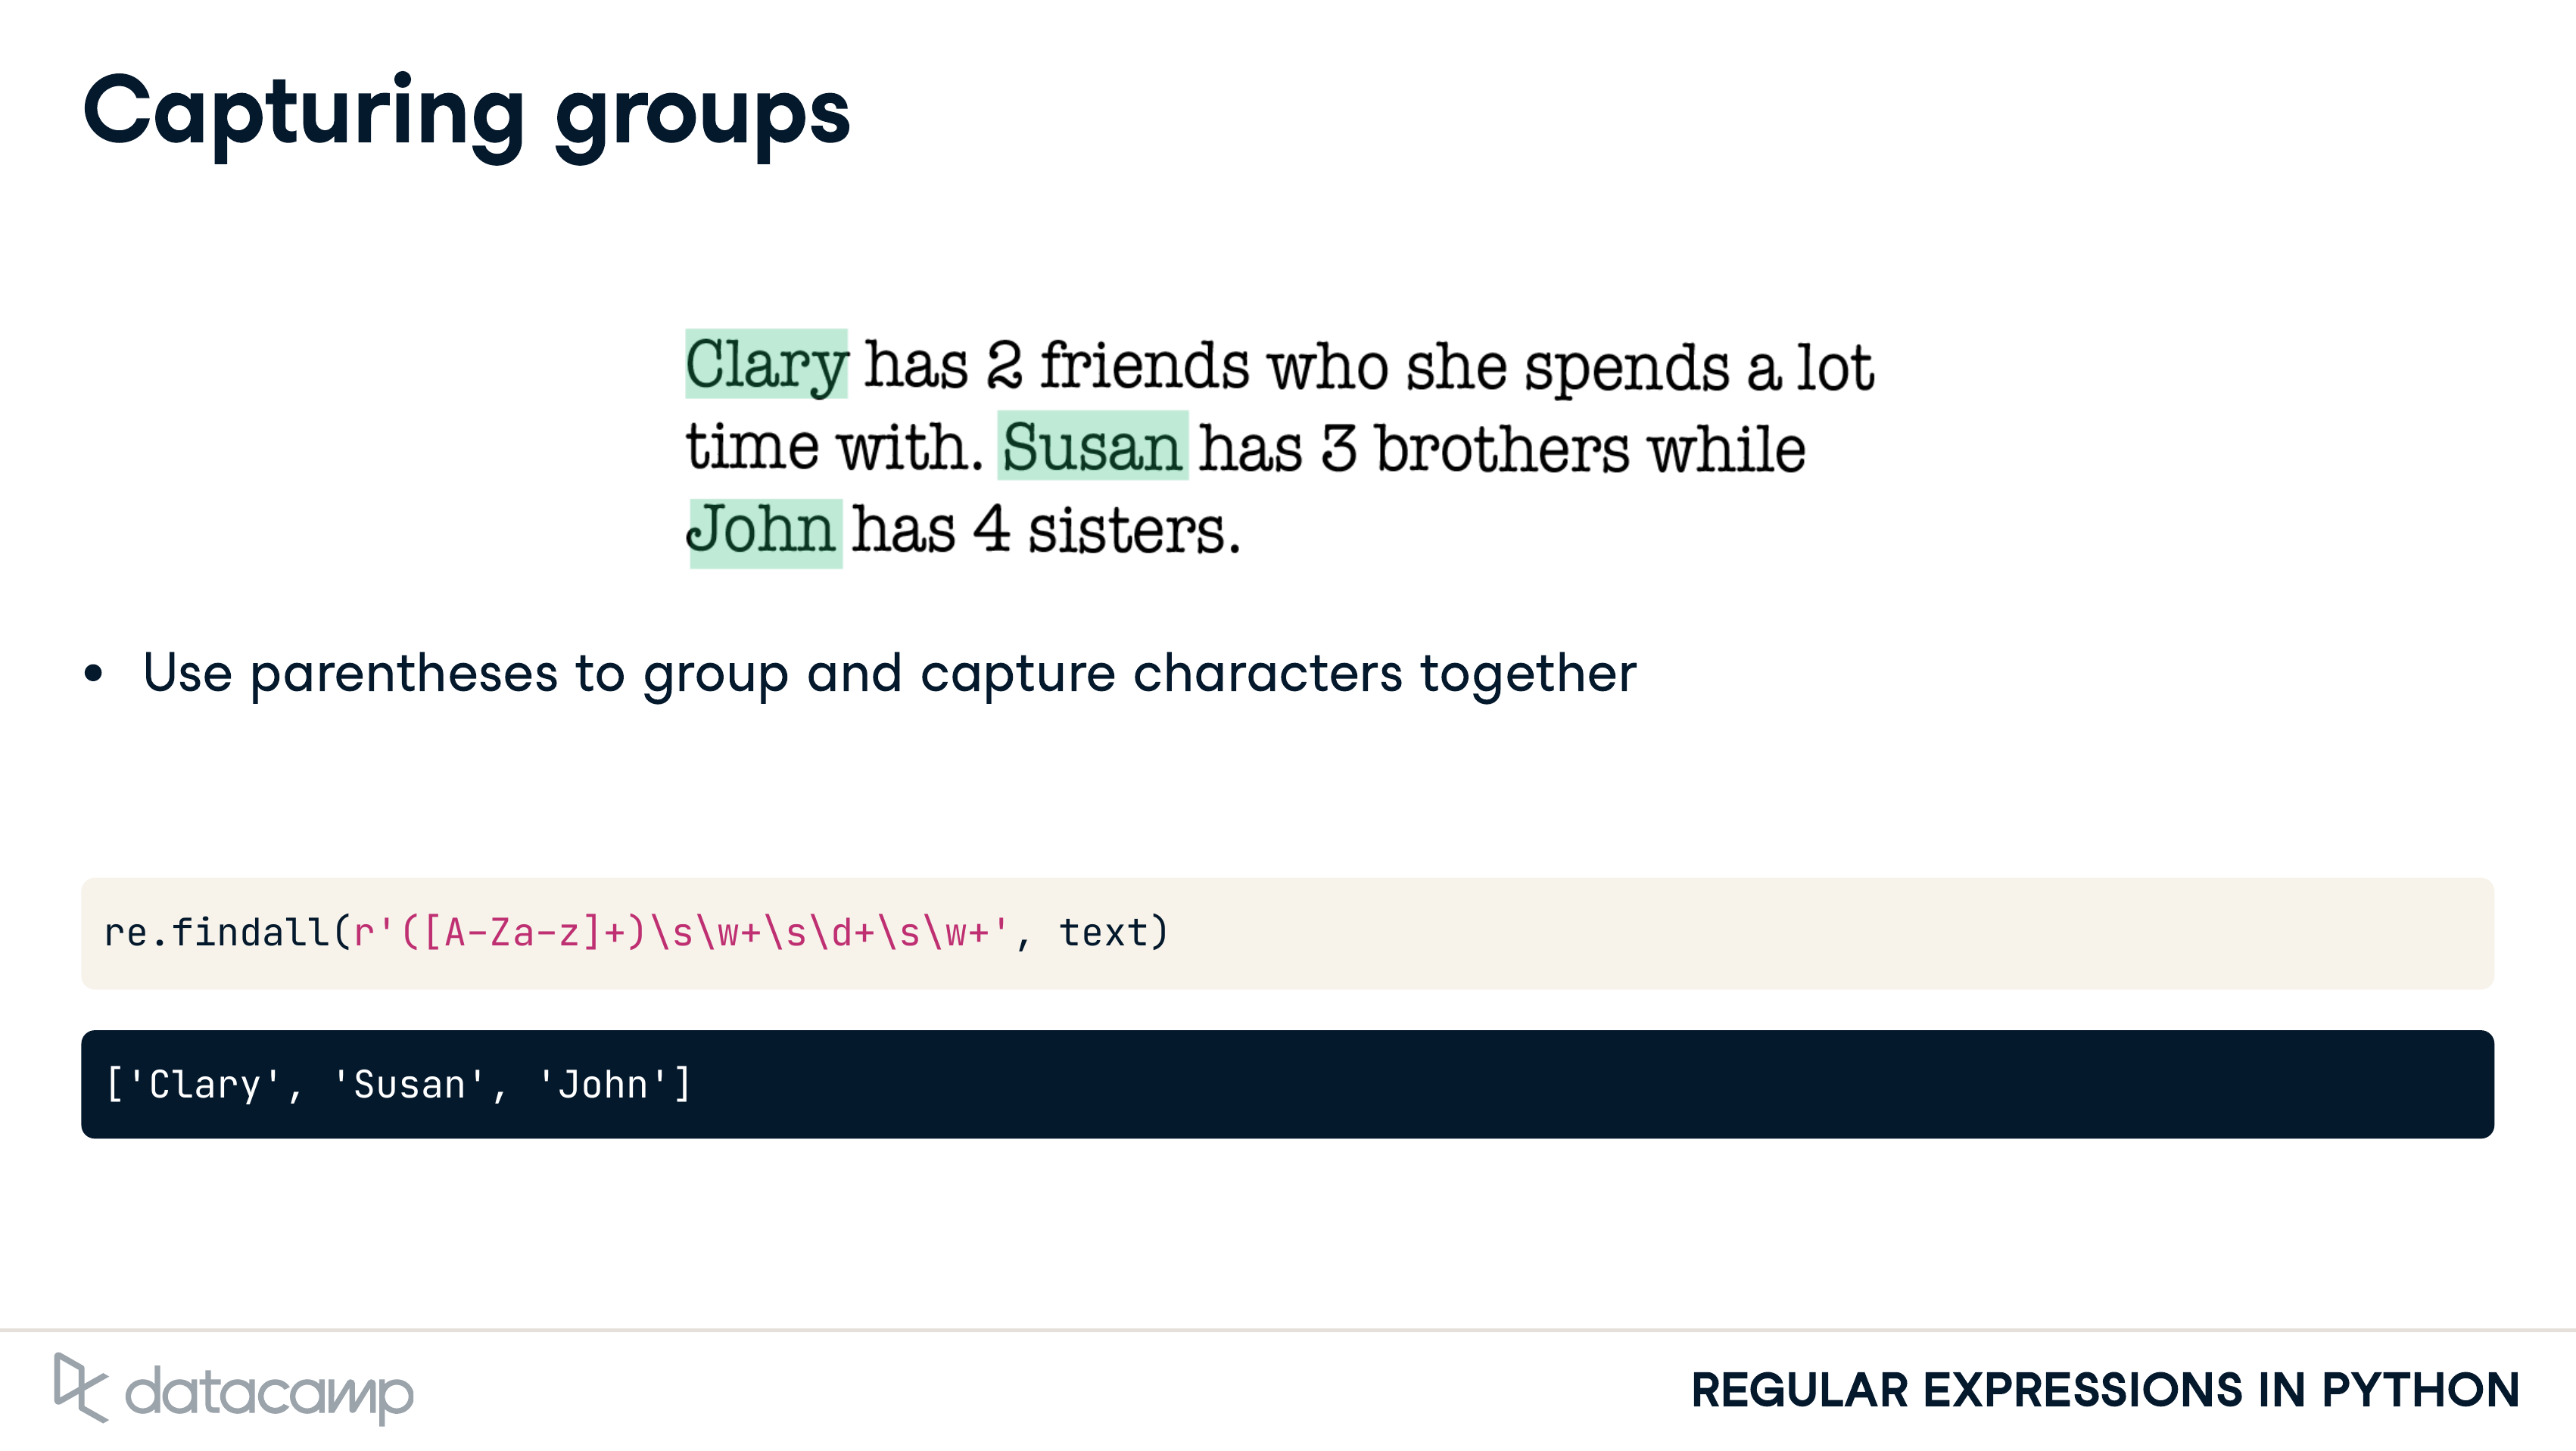 Capturing groups
Clary has 2 friends who she spends a lot
time with. Susan has 3 brothers while
John has 4 sisters.
• Use parentheses to group and capture characters together
re.findall(r'([A-Za-z]+)\s\w+\s\d+\s\w+', text)
['Clary', 'Susan', 'John']
datacamp
REGULAR EXPRESSIONS IN PYTHON